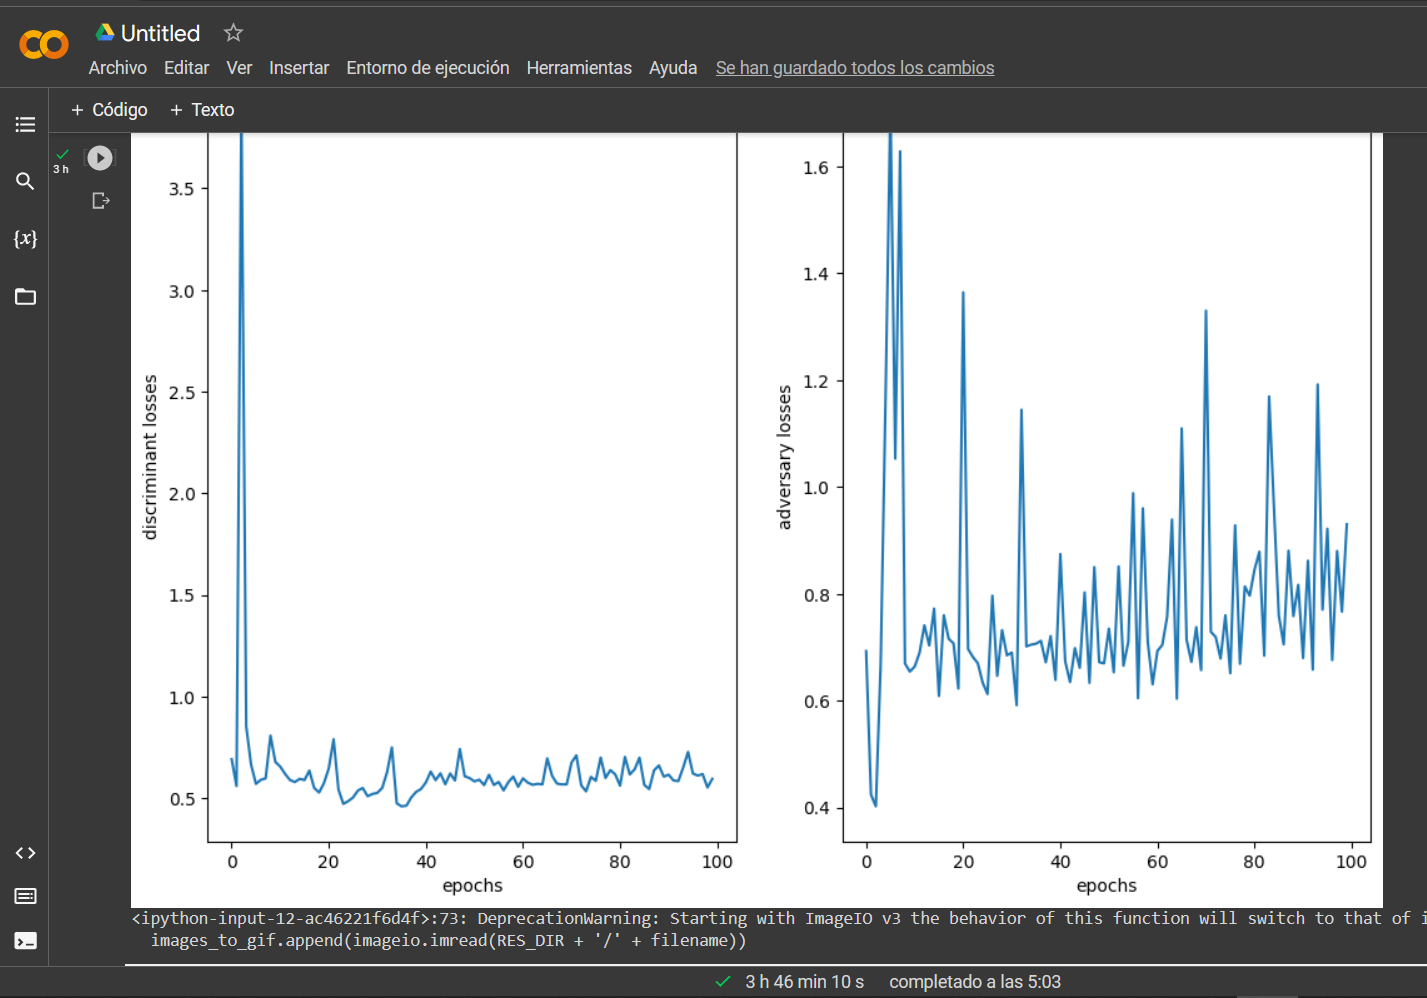 Untitled
Archivo Editar Ver Insertar Entorno de ejecución Herramientas Ayuda Se han guardado todos los cambios
+ Código + Texto
3 h
{x}
3.5
3.0
2.5
2.0
1.5
1.0
0.5
discriminant losses
0 20 40 60 80 100
epochs
1.6
1.4
1.2
1.0
0.8
0.6
0.4
adversary losses
0 20 40 60 80 100
epochs
<ipython-input-12-ac46221f6d4f>:73: DeprecationWarning: Starting with ImageIO v3 the behavior of this function will switch to that of i
images_to_gif.append(imageio.imread(RES_DIR + '/' + filename))
3 h 46 min 10 s completado a las 5:03